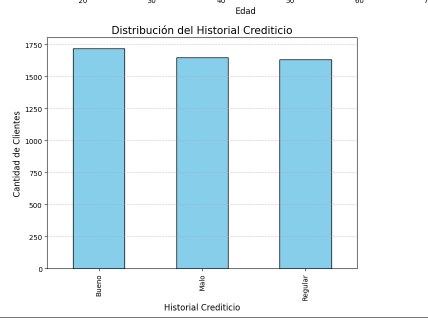 20 30 40 50 60 7
Edad
Distribución del Historial Crediticio
1750
1500
1250
1000
750
500
250
0
Cantidad de Clientes
Bueno
Malo
Regular
Historial Crediticio